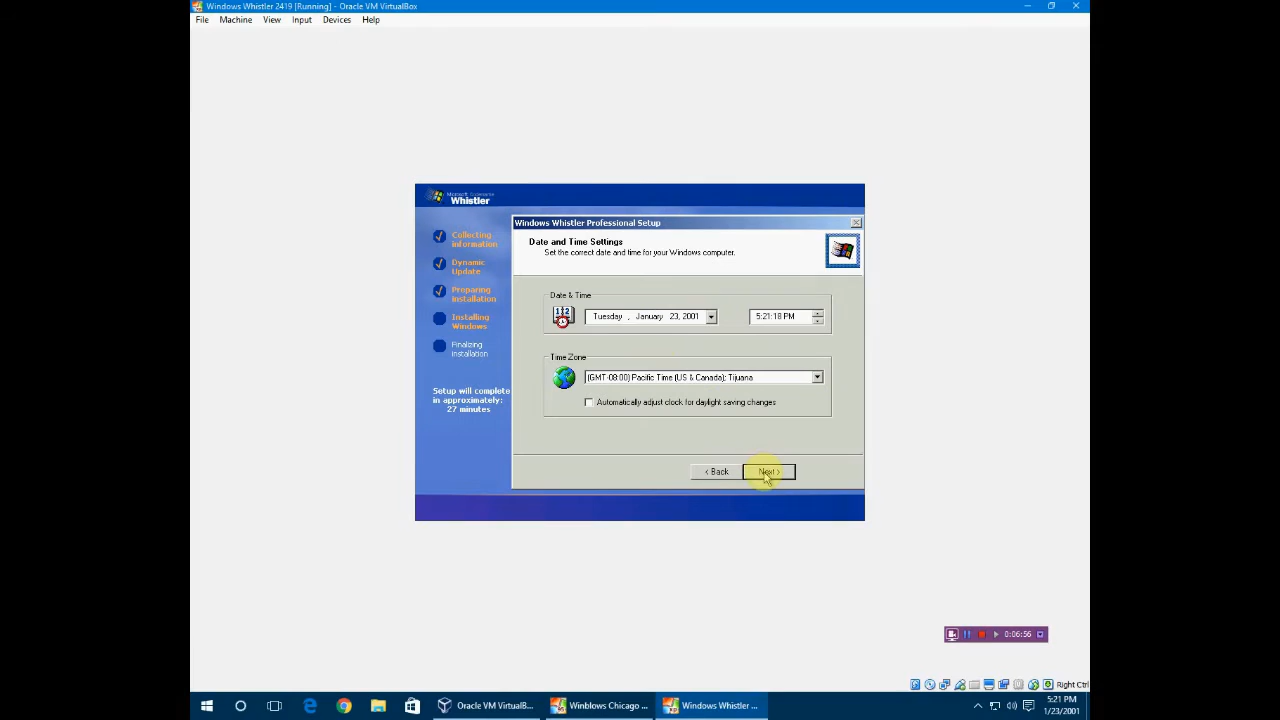 Windows Whistler 2419 [Running] - Oracle VM VirtualBox
File Machine View Input Devices Help
Microsoft Codename
Whistler
Windows Whistler Professional Setup
Collecting
information
Dynamic
Update
Preparing
installation
Installing
Windows
Finalizing
installation
Setup will complete
in approximately:
27 minutes
Date and Time Settings
Set the correct date and time for your Windows computer.
Date & Time
Tuesday , January 23, 2001
5:21:18 PM
Time Zone
(GMT-08:00) Pacific Time (US & Canada); Tijuana
Automatically adjust clock for daylight saving changes
< Back Next >
0:06:56
Right Ctrl
Oracle VM VirtualB... Winblows Chicago ... Windows Whistler ...
5:21 PM
1/23/2001